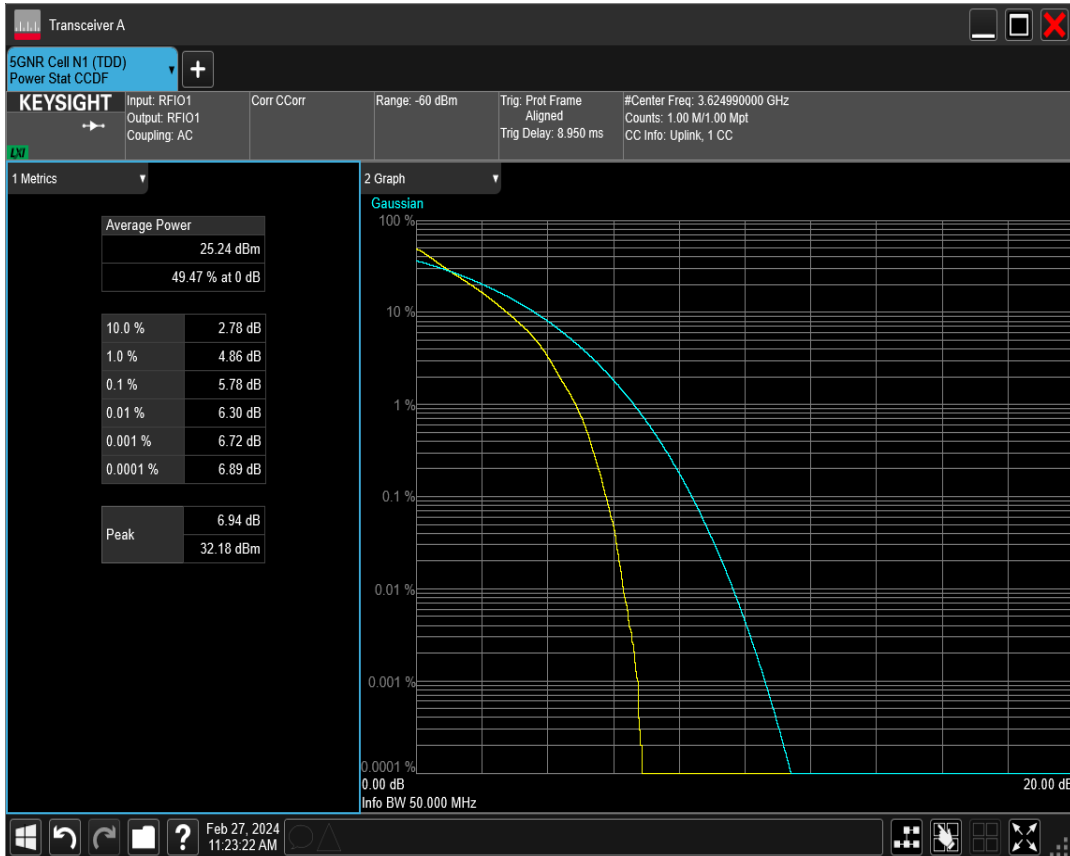 Transceiver A
5GNR Cell N1 (TDD)
Power Stat CCDF
+
KEYSIGHT
LXI
Input: RFIO1
Output: RFIO1
Coupling: AC
Corr CCorr
Range: -60 dBm
Trig: Prot Frame
Aligned
Trig Delay: 8.950 ms
#Center Freq: 3.624990000 GHz
Counts: 1.00 M/1.00 Mpt
CC Info: Uplink, 1 CC
1 Metrics
Average Power
25.24 dBm
49.47 % at 0 dB
10.0 % 2.78 dB
1.0 % 4.86 dB
0.1 % 5.78 dB
0.01 % 6.30 dB
0.001 % 6.72 dB
0.0001 % 6.89 dB
Peak
6.94 dB
32.18 dBm
2 Graph
Gaussian
100 %
10 %
1 %
0.1 %
0.01 %
0.001 %
0.0001 %
0.00 dB 20.00 dB
Info BW 50.000 MHz
?
Feb 27, 2024
11:23:22 AM